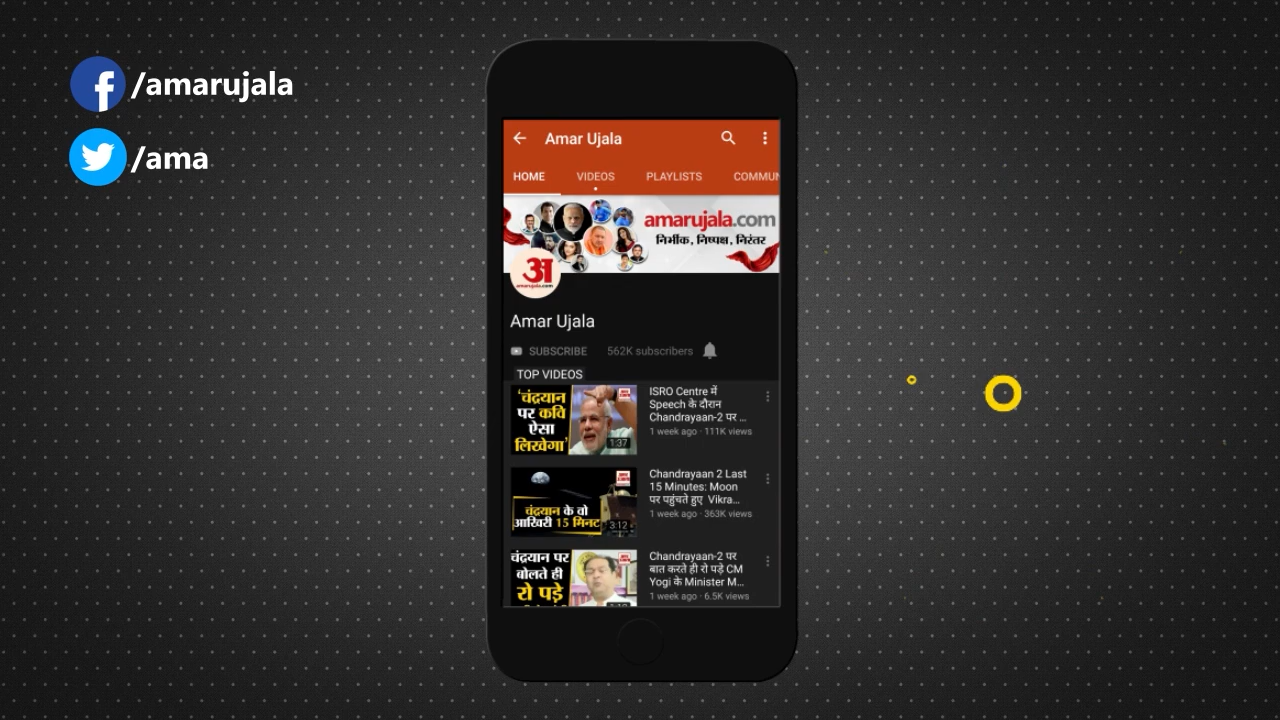 /amarujala
/ama
Amar Ujala
HOME VIDEOS PLAYLISTS COMMUN
amarujala.com
निर्भीक, निष्पक्ष, निरंतर
अ
amarujala.com
Amar Ujala
SUBSCRIBE 562K subscribers
TOP VIDEOS
'चंद्रयान
पर कवि
ऐसा
लिखेगा'
1:37
ISRO Centre में
Speech के दौरान
Chandrayaan-2 पर ...
1 week ago · 111K views
चंद्रयान के वो
आखिरी 15 मिनट
3:12
Chandrayaan 2 Last
15 Minutes: Moon
पर पहुंचते हुए Vikra...
1 week ago · 363K views
चंद्रयान पर
बोलते ही
रो पड़े
Chandrayaan-2 पर
बात करते ही रो पड़े CM
Yogi के Minister M...
1 week ago · 6.5K views